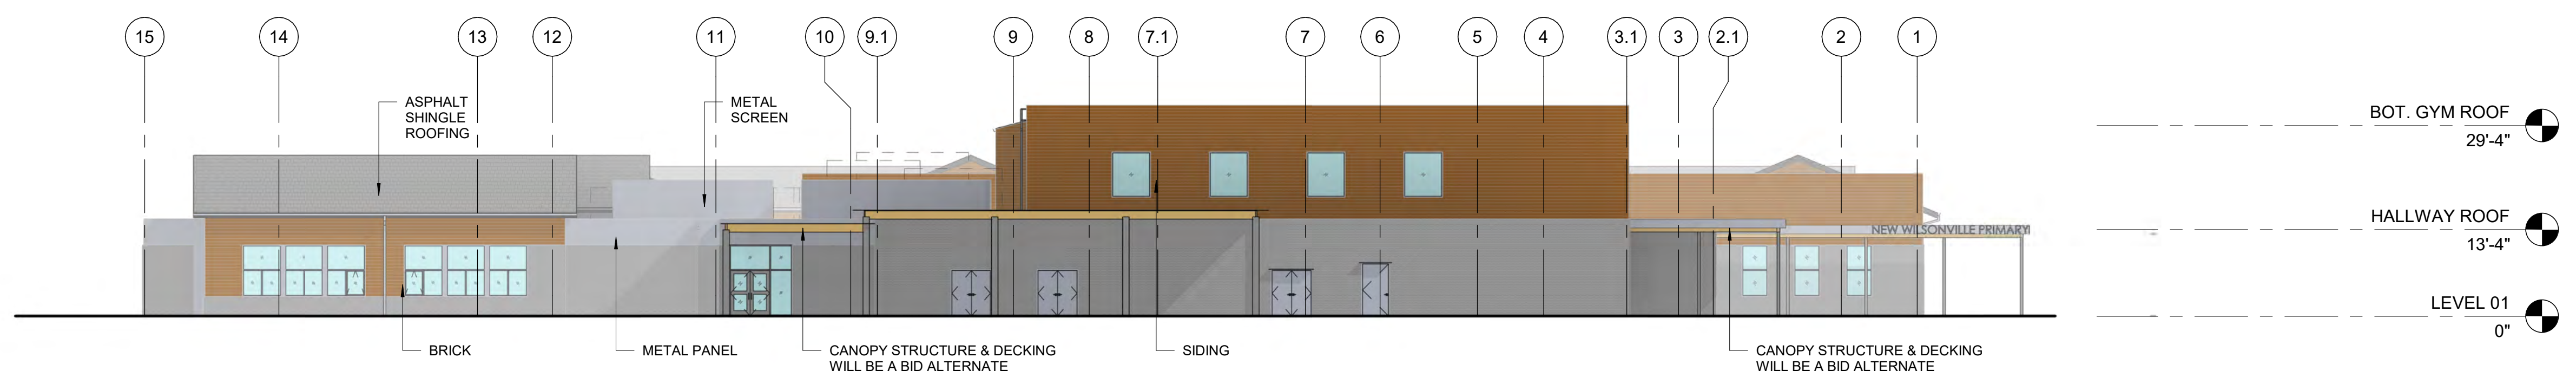 15
14
13
12
11
10
9.1
9
8
7.1
7
6
5
4
3.1
3
2.1
2
1
ASPHALT
SHINGLE
ROOFING
METAL
SCREEN
BOT. GYM ROOF
29'-4"
HALLWAY ROOF
13'-4"
NEW WILSONVILLE PRIMARY
LEVEL 01
0"
BRICK
METAL PANEL
CANOPY STRUCTURE & DECKING
WILL BE A BID ALTERNATE
SIDING
CANOPY STRUCTURE & DECKING
WILL BE A BID ALTERNATE